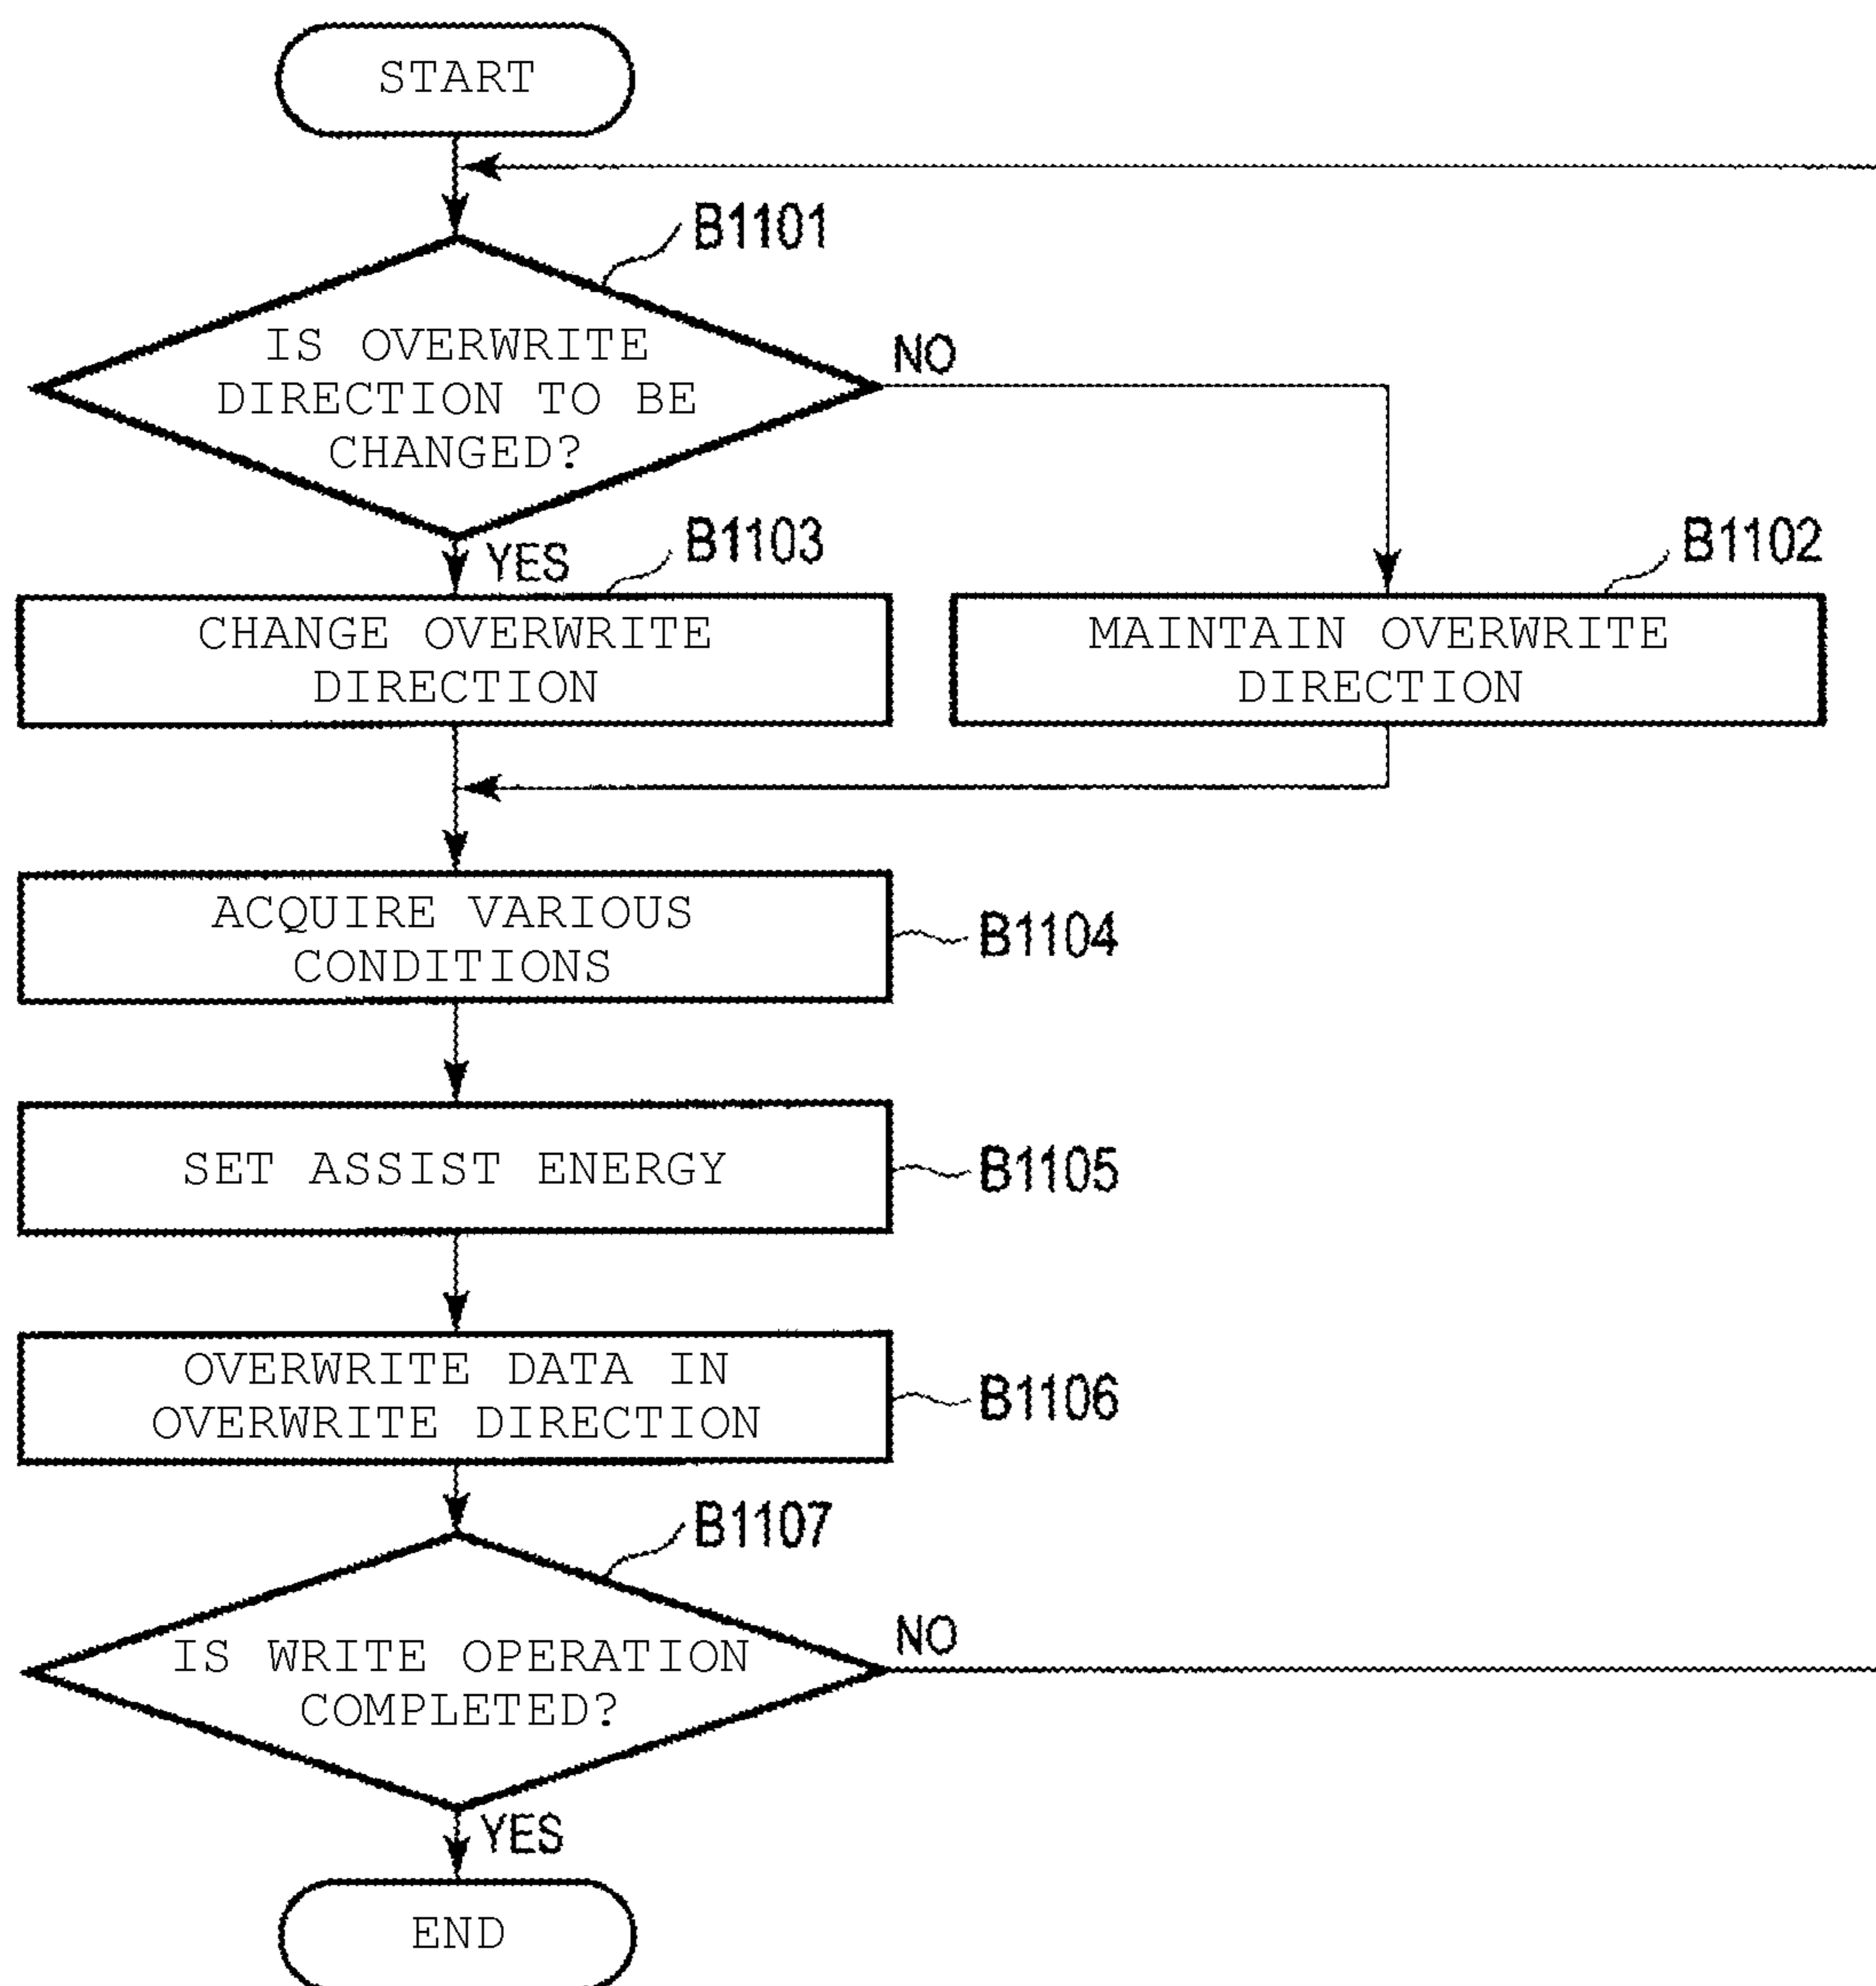 START
B1101
IS OVERWRITE
DIRECTION TO BE
CHANGED?
NO
YES
B1103
B1102
CHANGE OVERWRITE
DIRECTION
MAINTAIN OVERWRITE
DIRECTION
ACQUIRE VARIOUS
CONDITIONS
B1104
SET ASSIST ENERGY
B1105
OVERWRITE DATA IN
OVERWRITE DIRECTION
B1106
B1107
IS WRITE OPERATION
COMPLETED?
NO
YES
END